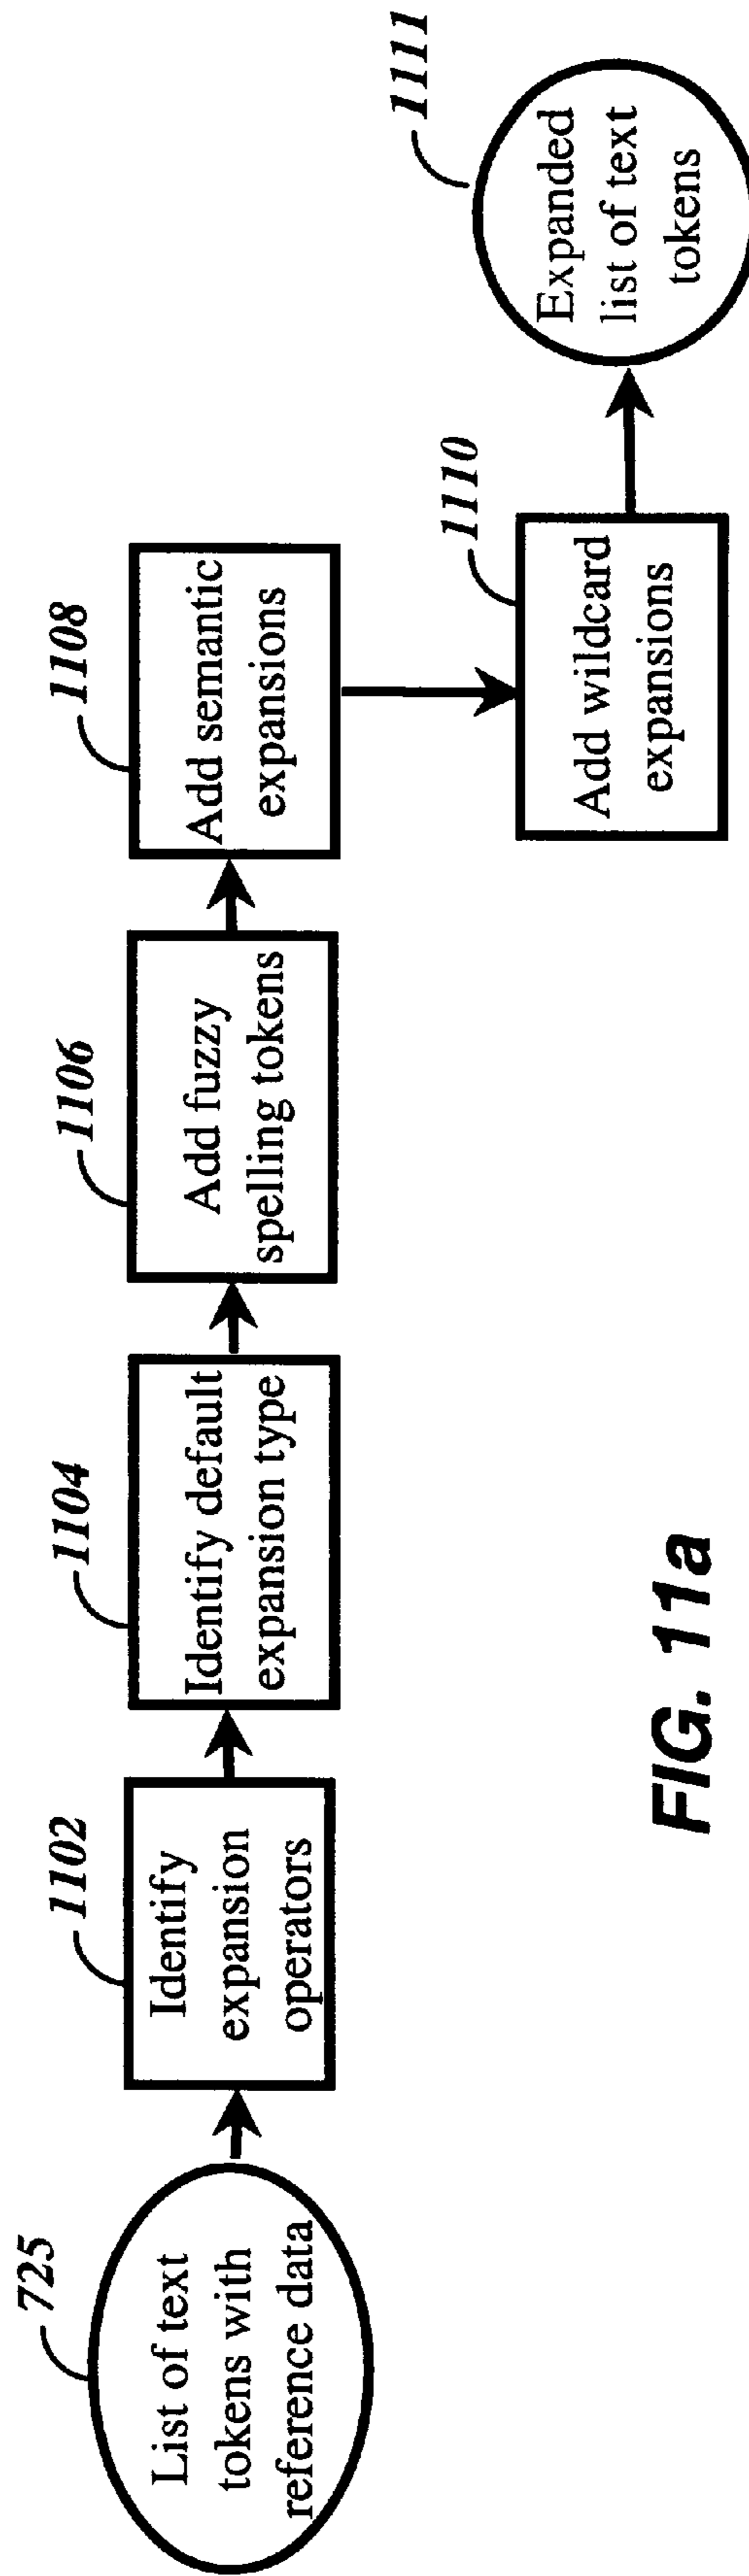 725
List of text
tokens with
reference data
1102
Identify
expansion
operators
1104
Identify default
expansion type
1106
Add fuzzy
spelling tokens
1108
Add semantic
expansions
1110
Add wildcard
expansions
1111
Expanded
list of text
tokens
FIG. 11a